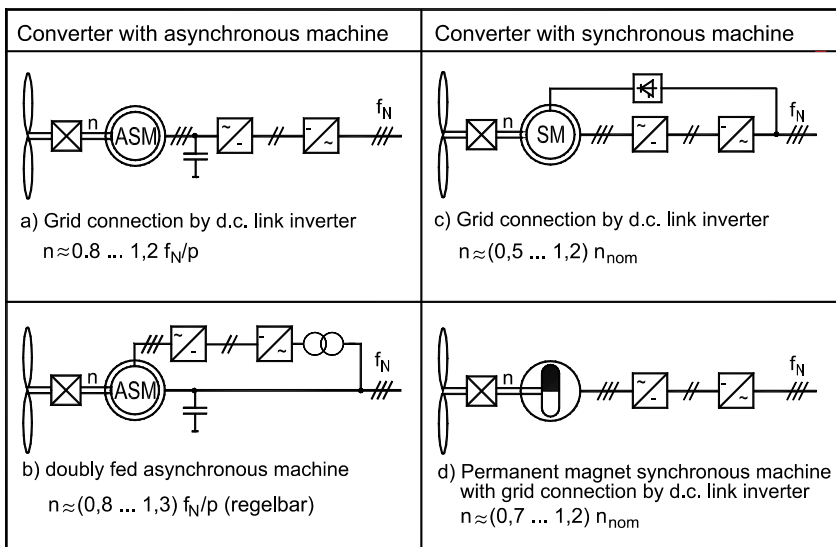 Converter with asynchronous machine
Converter with synchronous machine
n
ASM
~
-
-
~
f_N
a) Grid connection by d.c. link inverter
n≈0.8 ... 1,2 f_N/p
n
SM
~
-
-
~
f_N
c) Grid connection by d.c. link inverter
n≈(0,5 ... 1,2) n_nom
n
ASM
~
-
-
~
f_N
b) doubly fed asynchronous machine
n≈(0,8 ... 1,3) f_N/p (regelbar)
n
~
-
-
~
f_N
d) Permanent magnet synchronous machine
with grid connection by d.c. link inverter
n≈(0,7 ... 1,2) n_nom